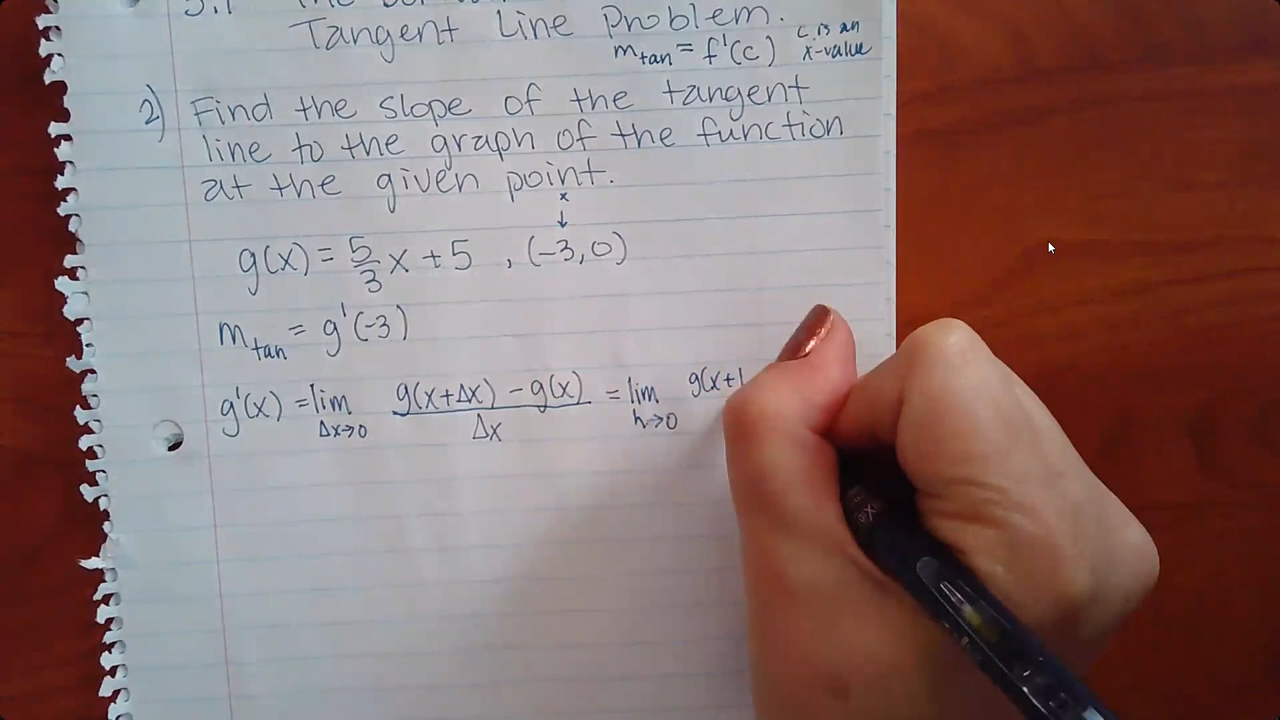 Tangent Line Problem.
m_tan = f'(c) c is an x-value
2) Find the slope of the tangent
line to the graph of the function
at the given point.
x
↓
g(x) = 5/3 x + 5 , (-3, 0)
m_tan = g'(-3)
g'(x) = lim Δx→0 (g(x+Δx) - g(x))/Δx = lim h→0 g(x+